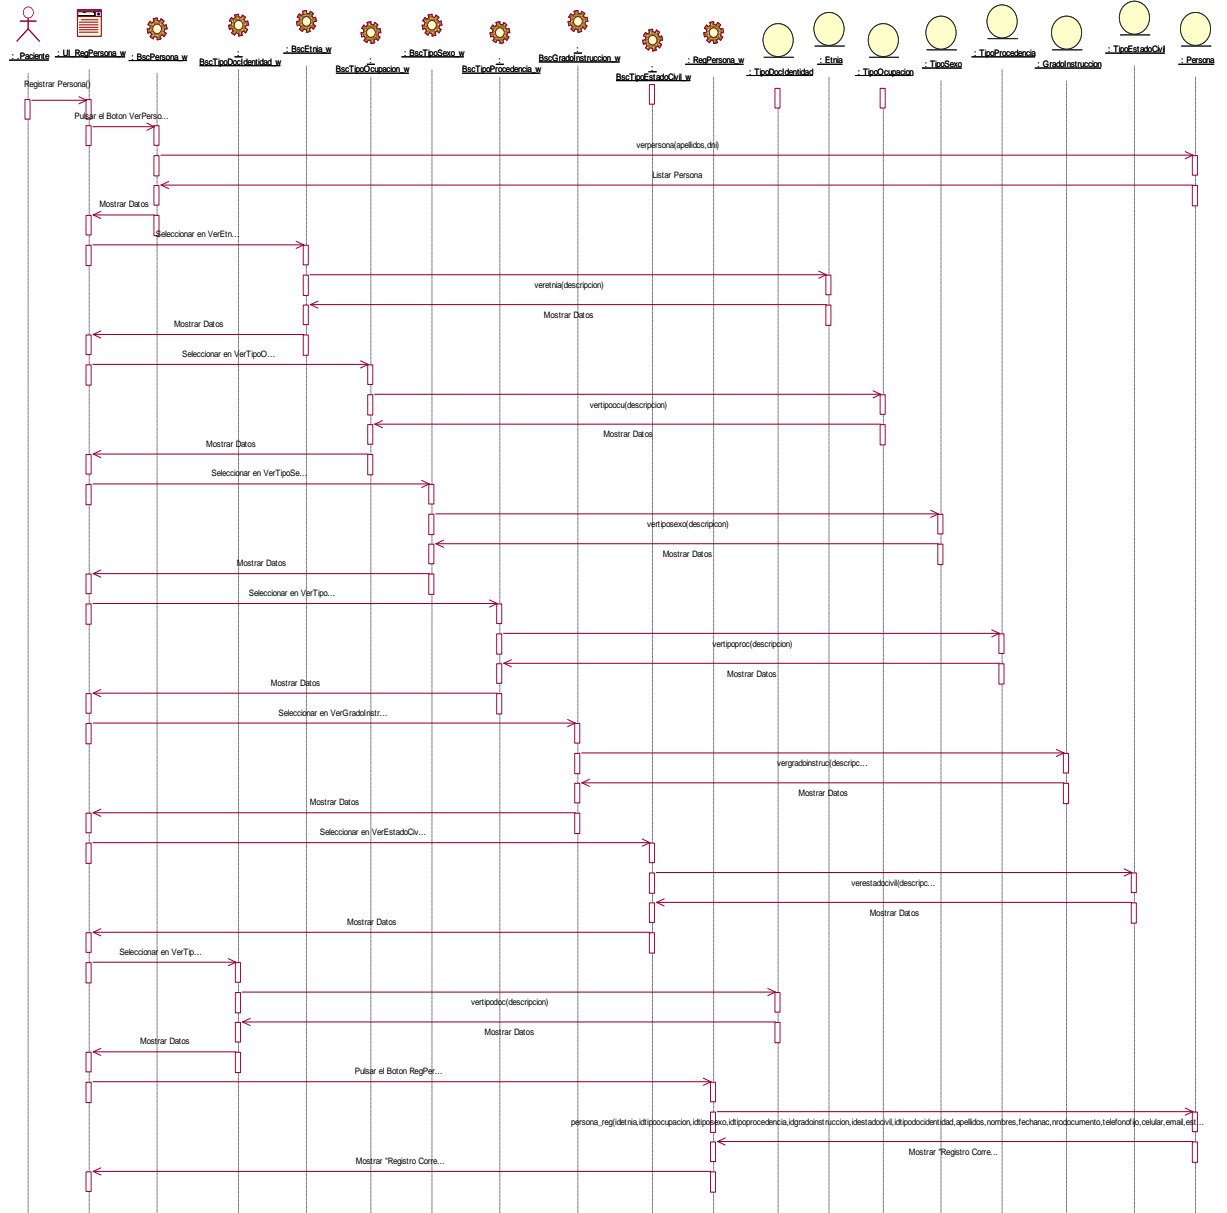 : .Paciente
: UI_RegPersona_w
: BscPersona_w
:
BscTipoDocIdentidad_w
: BscEtnia_w
:
BscTipoOcupacion_w
: BscTipoSexo_w
:
BscTipoProcedencia_w
:
BscGradoInstruccion_w
:
BscTipoEstadoCivil_w
: RegPersona_w
: TipoDocIdentidad
: Etnia
: TipoOcupacion
: TipoSexo
: TipoProcedencia
: GradoInstruccion
: TipoEstadoCivil
: Persona
Registrar Persona()
Pulsar el Boton VerPerso...
verpersona(apellidos,dni)
Listar Persona
Mostrar Datos
Seleccionar en VerEtn...
veretnia(descripcion)
Mostrar Datos
Mostrar Datos
Seleccionar en VerTipoO...
vertipoocu(descripcion)
Mostrar Datos
Mostrar Datos
Seleccionar en VerTipoSe...
vertiposexo(descripicon)
Mostrar Datos
Mostrar Datos
Seleccionar en VerTipo...
vertipoproc(descripcion)
Mostrar Datos
Mostrar Datos
Seleccionar en VerGradoInstr...
vergradoinstruc(descripc...
Mostrar Datos
Mostrar Datos
Seleccionar en VerEstadoCiv...
verestadocivil(descripc...
Mostrar Datos
Mostrar Datos
Seleccionar en VerTip...
vertipodoc(descripcion)
Mostrar Datos
Mostrar Datos
Pulsar el Boton RegPer...
persona_reg(idetnia,idtipoocupacion,idtiposexo,idtipoprocedencia,idgradoinstruccion,idestadocivil,idtipodocidentidad,apellidos,nombres,fechanac,nrodocumento,telefonofijo,celular,email,est...
Mostrar "Registro Corre...
Mostrar "Registro Corre...